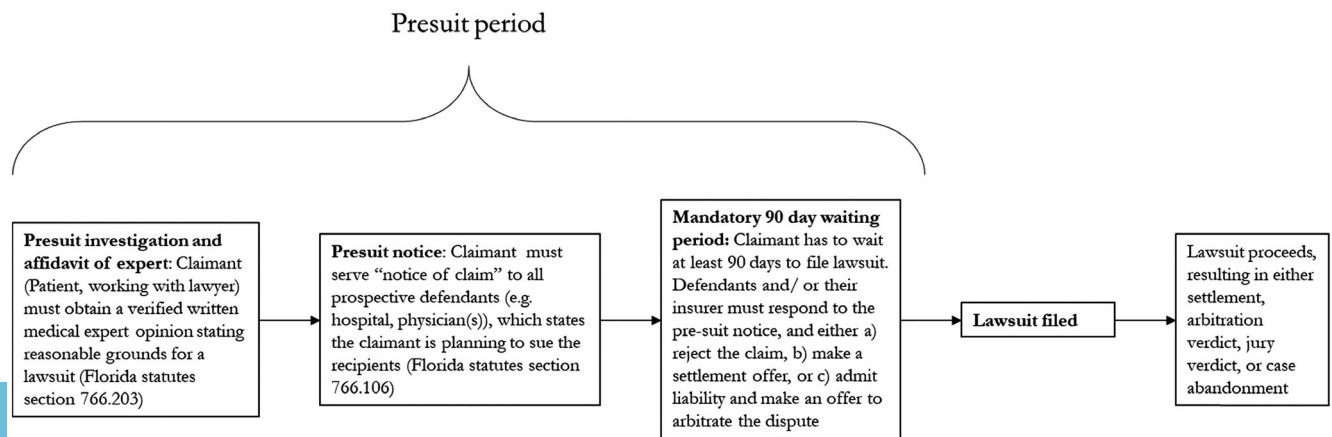 Presuit period
Presuit investigation and
affidavit of expert: Claimant
(Patient, working with lawyer)
must obtain a verified written
medical expert opinion stating
reasonable grounds for a
lawsuit (Florida statutes
section 766.203)
Presuit notice: Claimant must
serve “notice of claim” to all
prospective defendants (e.g.
hospital, physician(s)), which states
the claimant is planning to sue the
recipients (Florida statutes section
766.106)
Mandatory 90 day waiting
period: Claimant has to wait
at least 90 days to file lawsuit.
Defendants and/ or their
insurer must respond to the
pre-suit notice, and either a)
reject the claim, b) make a
settlement offer, or c) admit
liability and make an offer to
arbitrate the dispute
Lawsuit filed
Lawsuit proceeds,
resulting in either
settlement,
arbitration
verdict, jury
verdict, or case
abandonment